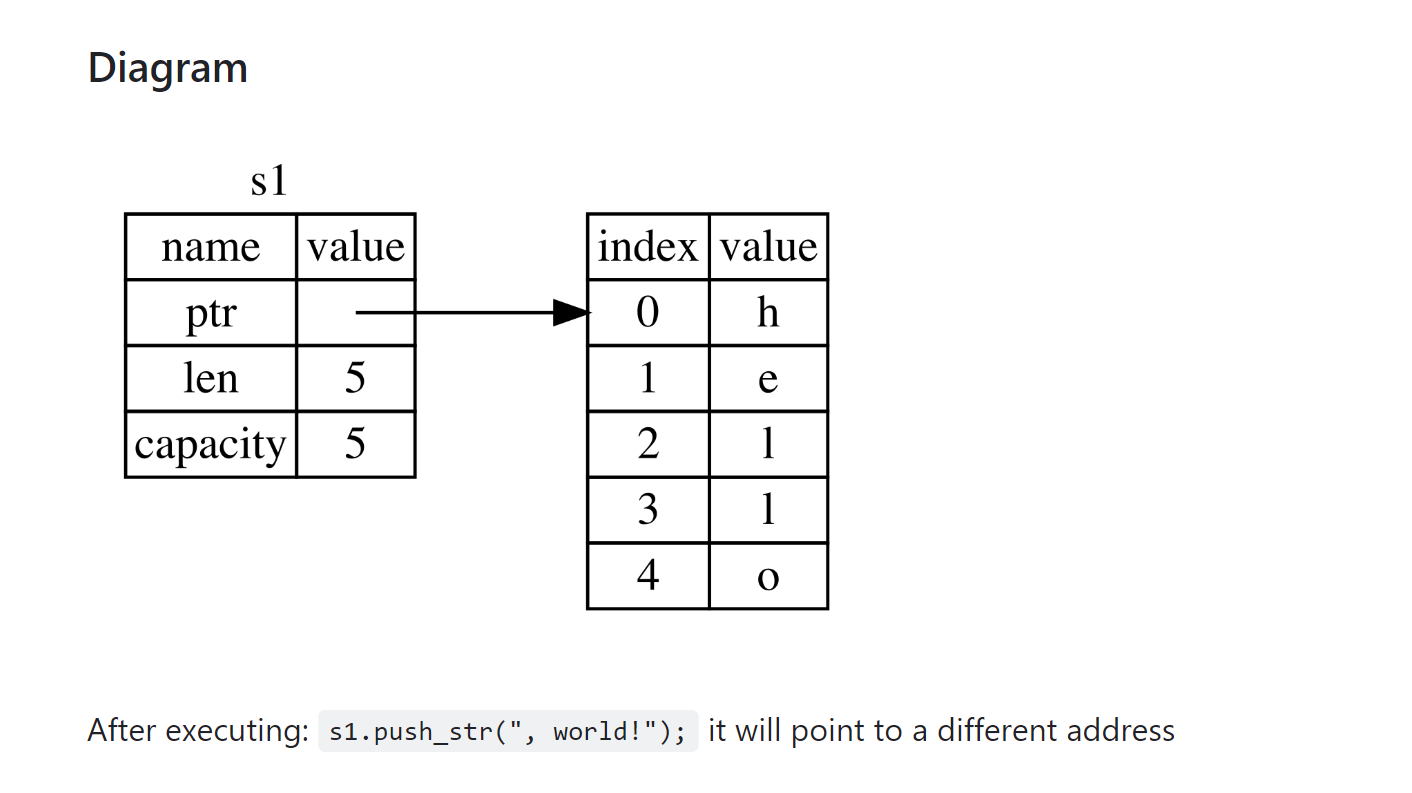 Diagram
s1
name value
ptr
len 5
capacity 5
index value
0 h
1 e
2 l
3 l
4 o
After executing: s1.push_str(", world!"); it will point to a different address